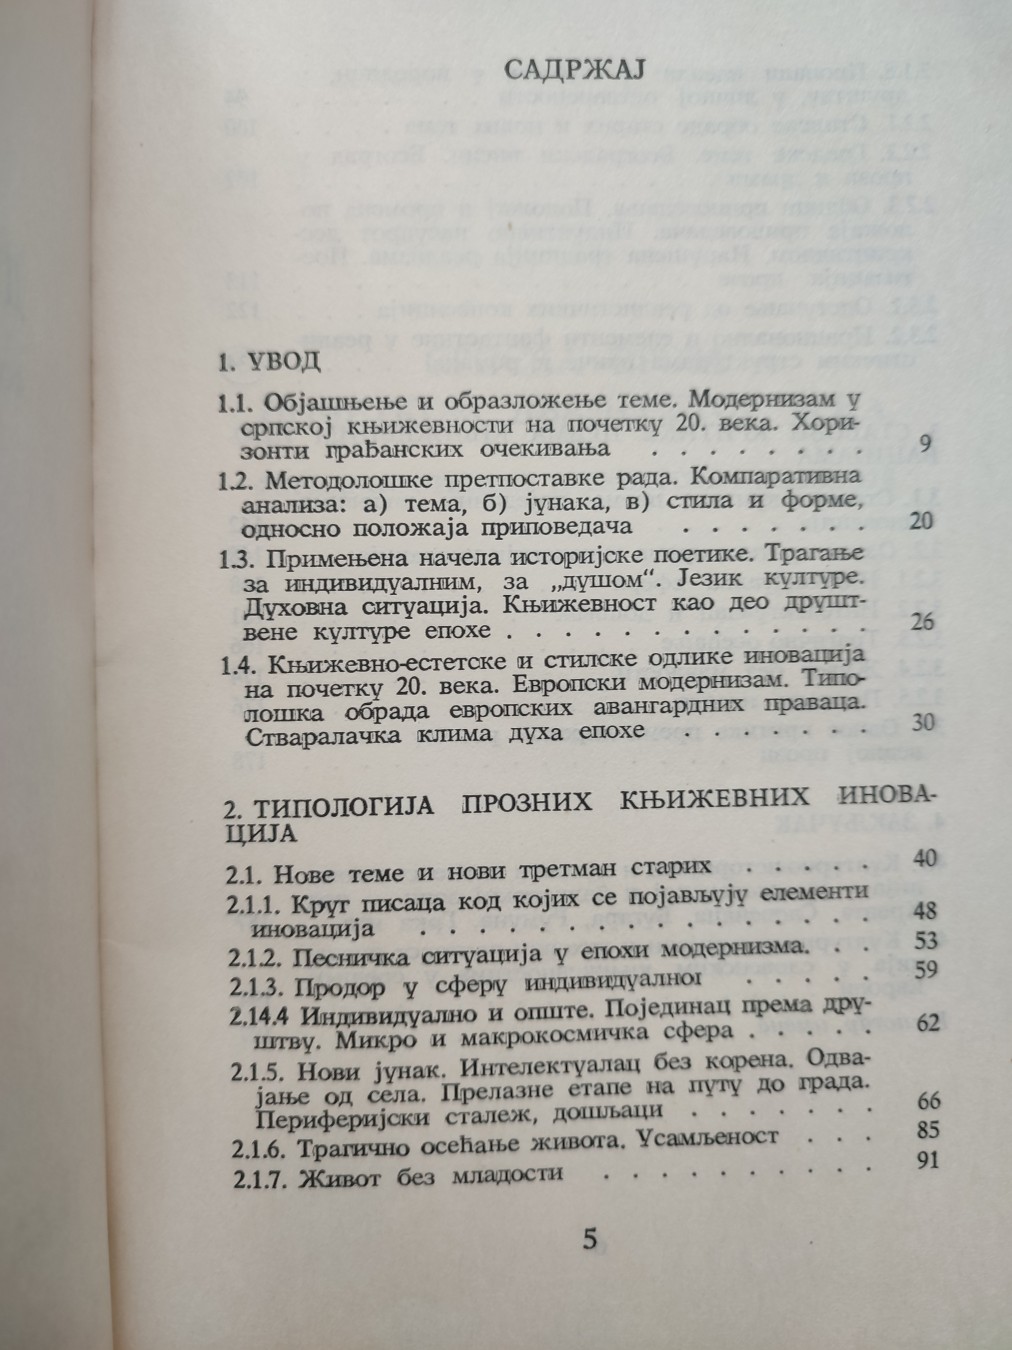 САДРЖАЈ
1. УВОД
1.1. Објашњење и образложење теме. Модернизам у
српској књижевности на почетку 20. века. Хори-
зонти грађанских очекивања . . . . . . . . 9
1.2. Методолошке претпоставке рада. Компаративна
анализа: а) тема, б) јунака, в) стила и форме,
односно положаја приповедача . . . . . . . 20
1.3. Примењена начела историјске поетике. Трагање
за индивидуалним, за „душом“. Језик културе.
Духовна ситуација. Књижевност као део друшт-
вене културе епохе . . . . . . . . . . . . . 26
1.4. Књижевно-естетске и стилске одлике иновација
на почетку 20. века. Европски модернизам. Типо-
лошка обрада европских авангардних праваца.
Стваралачка клима духа епохе . . . . . . . 30
2. ТИПОЛОГИЈА ПРОЗНИХ КЊИЖЕВНИХ ИНОВА-
ЦИЈА
2.1. Нове теме и нови третман старих . . . . . 40
2.1.1. Круг писаца код којих се појављују елементи
иновација . . . . . . . . . . . . . . . 48
2.1.2. Песничка ситуација у епохи модернизма. . . 53
2.1.3. Продор у сферу индивидуалног . . . . . 59
2.14.4 Индивидуално и опште. Појединац према дру-
штву. Микро и макрокосмичка сфера . . . . . 62
2.1.5. Нови јунак. Интелектуалац без корена. Одва-
јање од села. Прелазне етапе на путу до града.
Периферијски сталеж, дошљаци . . . . . . . 66
2.1.6. Трагично осећање живота. Усамљеност . . . 85
2.1.7. Живот без младости . . . . . . . . . . 91
5